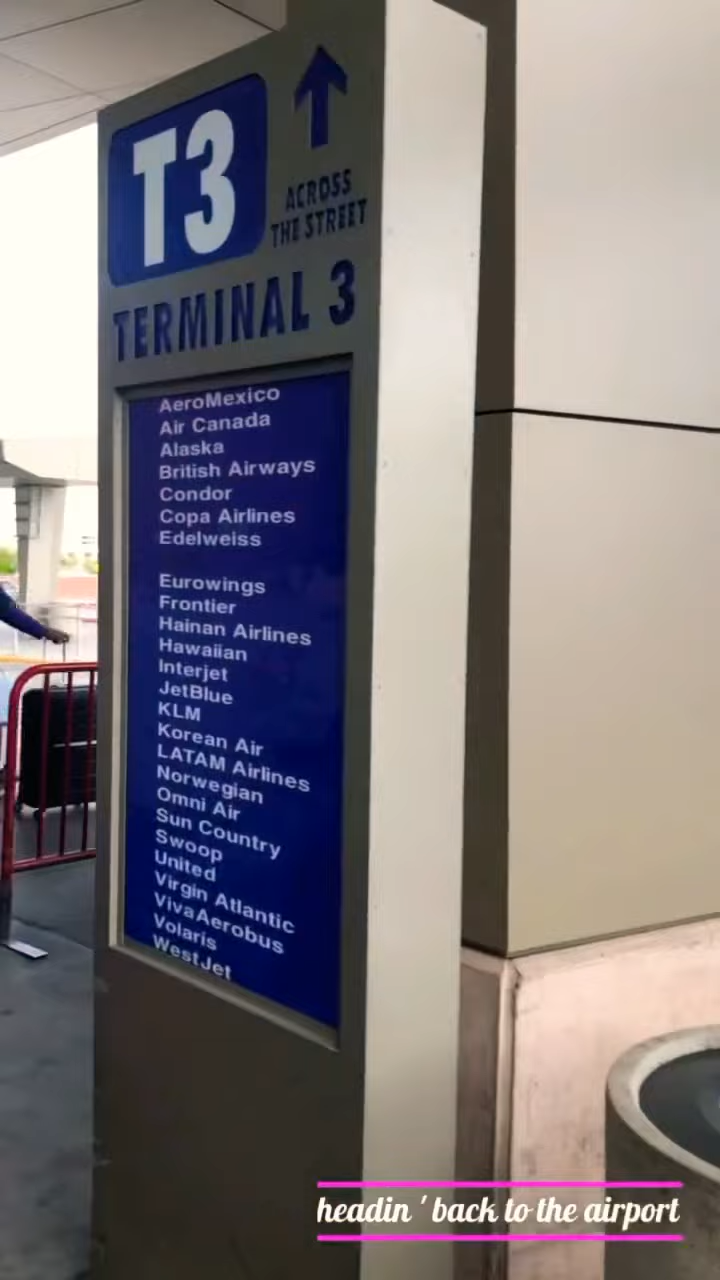 T3
ACROSS
THE STREET
TERMINAL 3
AeroMexico
Air Canada
Alaska
British Airways
Condor
Copa Airlines
Edelweiss
Eurowings
Frontier
Hainan Airlines
Hawaiian
Interjet
JetBlue
KLM
Korean Air
LATAM Airlines
Norwegian
Omni Air
Sun Country
Swoop
United
Virgin Atlantic
VivaAerobus
Volaris
WestJet
headin ' back to the airport